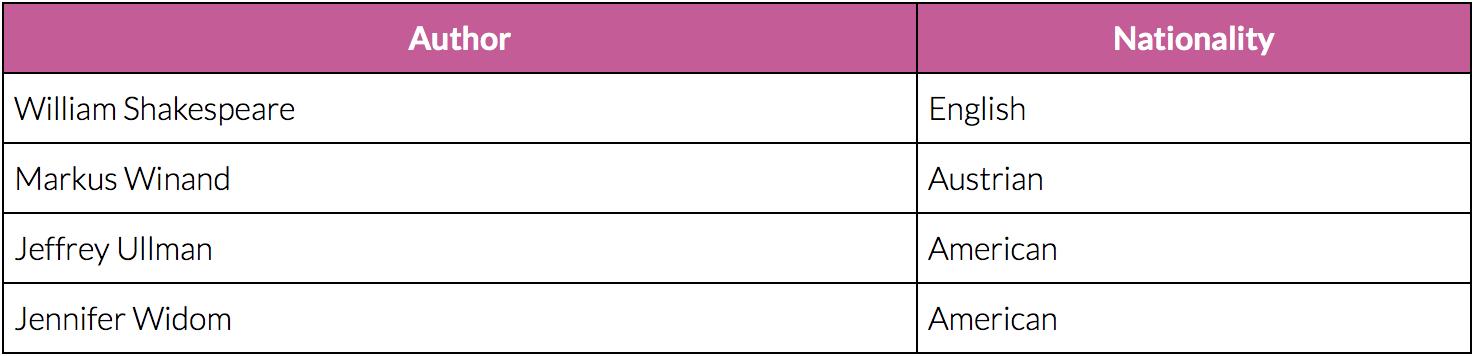 Author Nationality
William Shakespeare English
Markus Winand Austrian
Jeffrey Ullman American
Jennifer Widom American